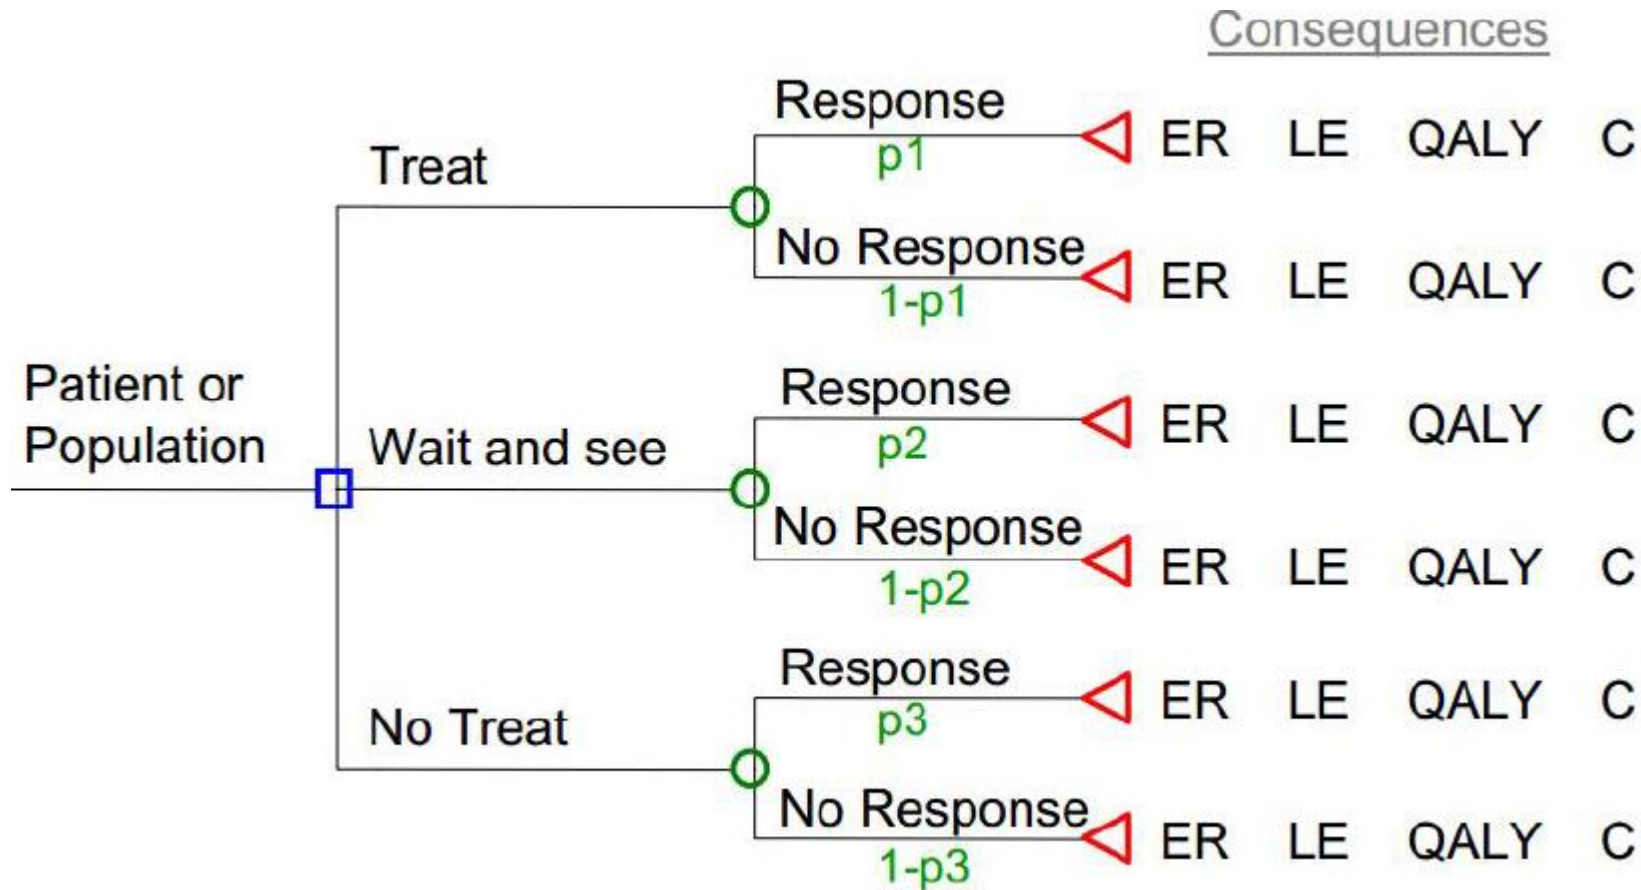 Consequences
Response
p1
ER LE QALY C
Treat
No Response
1-p1
ER LE QALY C
Patient or
Population
Response
p2
ER LE QALY C
Wait and see
No Response
1-p2
ER LE QALY C
Response
p3
ER LE QALY C
No Treat
No Response
1-p3
ER LE QALY C